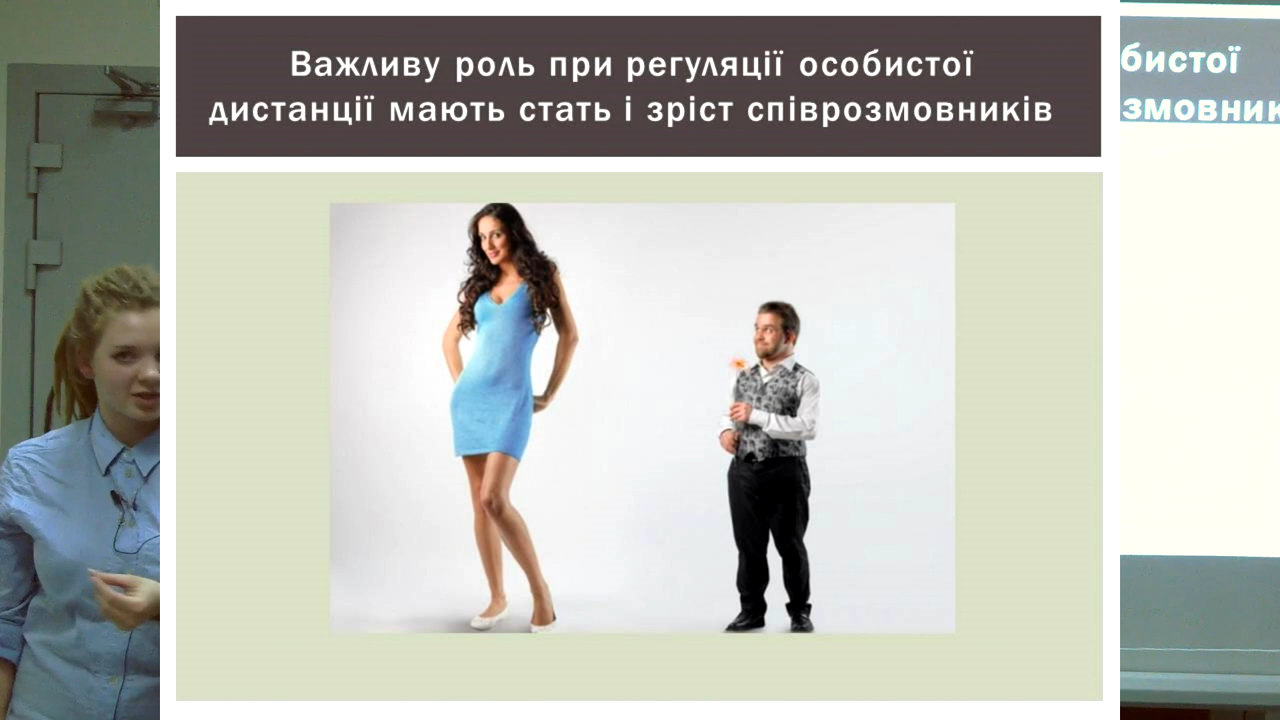 Важливу роль при регуляції особистої
дистанції мають стать і зріст співрозмовників
бистої
змовник